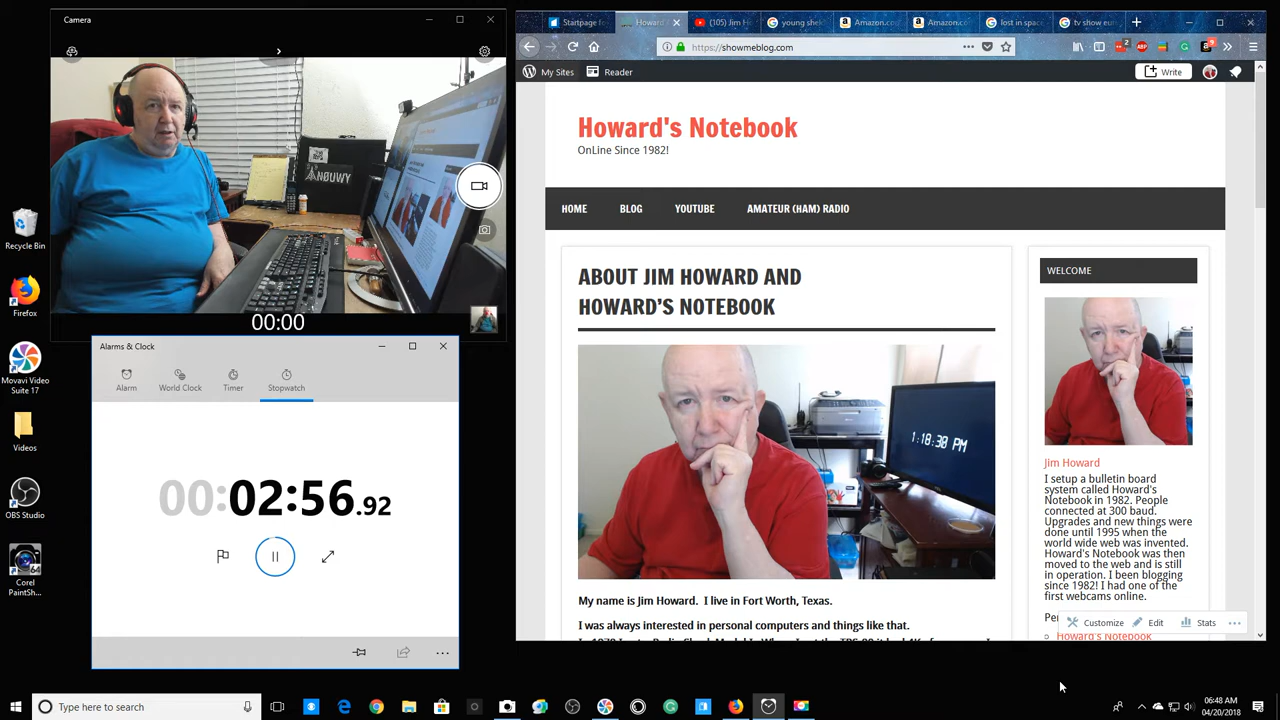 Camera
00:00
Recycle Bin
Firefox
Movavi Video
Suite 17
Videos
OBS Studio
Corel
PaintSh...
Alarms & Clock
Alarm
World Clock
Timer
Stopwatch
00:02:56.92
Startpage
Howard
(105) Jim H
young shel
Amazon.co
Amazon.co
lost in spac
tv show eu
https://showmeblog.com
My Sites
Reader
Write
Howard's Notebook
OnLine Since 1982!
HOME
BLOG
YOUTUBE
AMATEUR (HAM) RADIO
ABOUT JIM HOWARD AND
HOWARD'S NOTEBOOK
1:18:38 PM
My name is Jim Howard. I live in Fort Worth, Texas.
I was always interested in personal computers and things like that.
WELCOME
Jim Howard
I setup a bulletin board
system called Howard's
Notebook in 1982. People
connected at 300 baud.
Upgrades and new things were
done until 1995 when the
world wide web was invented.
Howard's Notebook was then
moved to the web and is still
in operation. I been blogging
since 1982! I had one of the
first webcams online.
Howard's Notebook
Customize
Edit
Stats
Type here to search
06:48 AM
04/20/2018